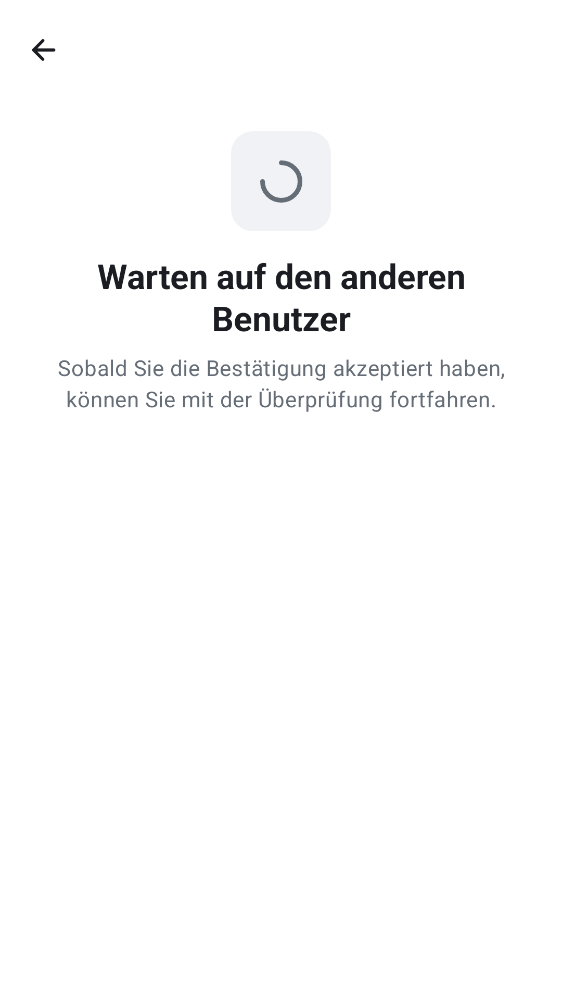 Warten auf den anderen
Benutzer
Sobald Sie die Bestätigung akzeptiert haben,
können Sie mit der Überprüfung fortfahren.